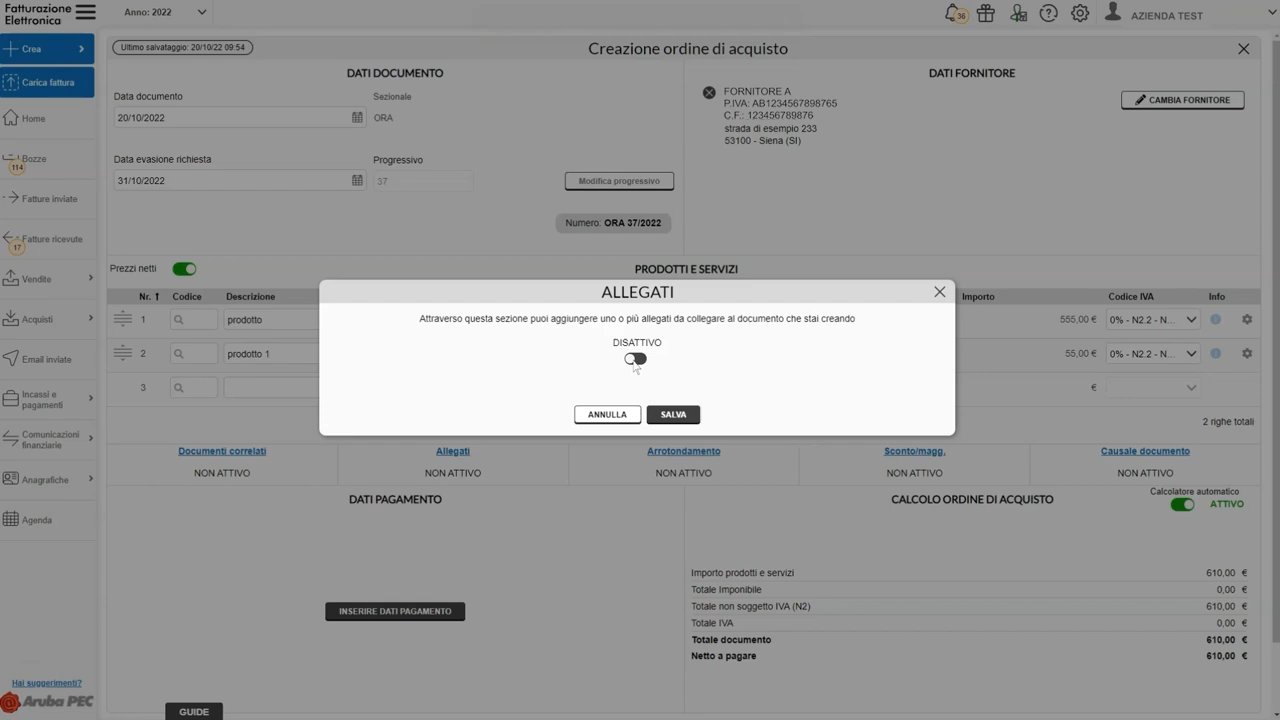 Fatturazione
Elettronica
Anno: 2022
36
AZIENDA TEST
Crea
Carica fattura
Home
Bozze
114
Fatture inviate
Fatture ricevute
17
Vendite
Acquisti
Email inviate
Incassi e
pagamenti
Comunicazioni
finanziarie
Anagrafiche
Agenda
Hai suggerimenti?
Aruba PEC
GUIDE
Ultimo salvataggio: 20/10/22 09:54
Creazione ordine di acquisto
DATI DOCUMENTO
Data documento
Sezionale
20/10/2022
ORA
Data evasione richiesta
Progressivo
31/10/2022
37
Modifica progressivo
Numero: ORA 37/2022
DATI FORNITORE
FORNITORE A
P.IVA: AB1234567898765
C.F.: 123456789876
strada di esempio 233
53100 - Siena (SI)
CAMBIA FORNITORE
Prezzi netti
PRODOTTI E SERVIZI
Nr. Codice Descrizione Importo Codice IVA Info
1 prodotto 555,00 € 0% - N2.2 - N...
2 prodotto 1 55,00 € 0% - N2.2 - N...
3 €
2 righe totali
ALLEGATI
Attraverso questa sezione puoi aggiungere uno o più allegati da collegare al documento che stai creando
DISATTIVO
ANNULLA SALVA
Documenti correlati Allegati Arrotondamento Sconto/magg. Causale documento
NON ATTIVO NON ATTIVO NON ATTIVO NON ATTIVO NON ATTIVO
DATI PAGAMENTO
INSERIRE DATI PAGAMENTO
CALCOLO ORDINE DI ACQUISTO
Calcolatore automatico
ATTIVO
Importo prodotti e servizi 610,00 €
Totale Imponibile 0,00 €
Totale non soggetto IVA (N2) 610,00 €
Totale IVA 0,00 €
Totale documento 610,00 €
Netto a pagare 610,00 €